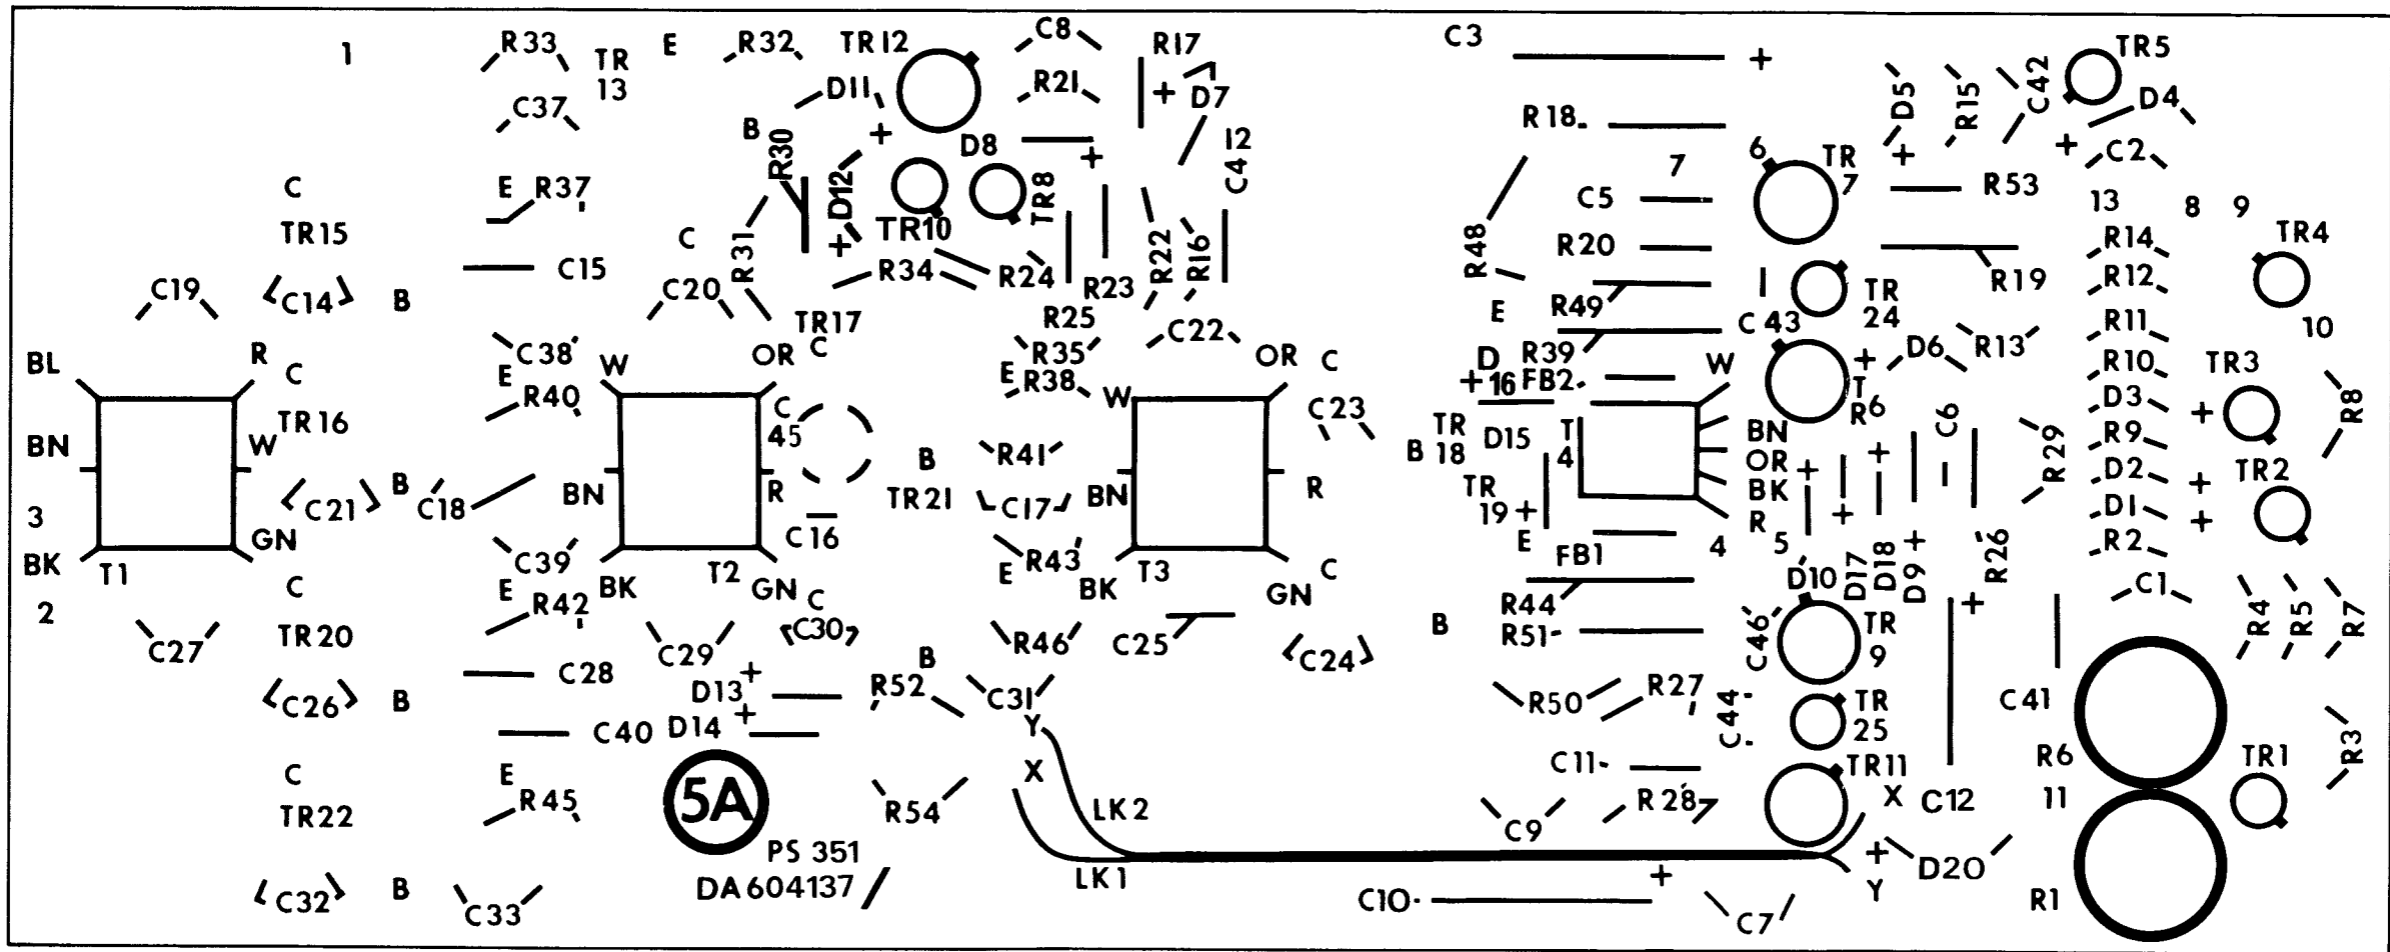 1
R33
TR
13
E
R32
TR12
C8
R17
C3
+
TR5
C37
D11
R21
+
D7
D5
R15
C42
D4
B
R30
+
D8
+
C4
12
R18
6
TR
7
+
+
C2
C
E
R37
D12
TR8
7
C5
R53
13
8
9
TR15
C
R31
+
TR10
R22
R16
R48
R20
R14
TR4
C15
R34
R24
R23
R19
R12
C19
C14
B
C20
R49
TR
24
TR17
C
R25
C22
E
C43
R11
10
BL
R
C
C38
W
OR
R35
OR
C
D
16
+
R39
FB2
W
+
D6
R13
R10
TR3
E
R40
E
R38
W
T
R6
D3
+
R8
TR16
C
45
C23
TR
18
D15
T
4
C6
BN
W
B
R41
B
BN
OR
BK
R
+
+
R29
R9
D2
+
TR2
3
C21
B
C18
BN
R
TR21
C17
BN
R
TR
19
+
+
D1
+
GN
C16
E
FB1
4
5
+
R2
BK
T1
C
C39
E
BK
T2
GN
C
R43
E
BK
T3
C
GN
D10
D17
D18
D9
R26
C1
2
R42
R44
+
R4
R5
R7
C27
TR20
C29
C30
B
R46
C25
C24
B
R51
C46
TR
9
C28
D13
+
R52
C31
R50
R27
C26
B
C40
D14
+
Y
C44
TR
25
C41
R3
C
E
X
C11
TR11
R6
TR1
TR22
R45
5A
R54
LK2
C9
R28
X
C12
11
PS 351
LK1
+
+
D20
C32
B
C33
DA604137/
C10
C7
Y
R1